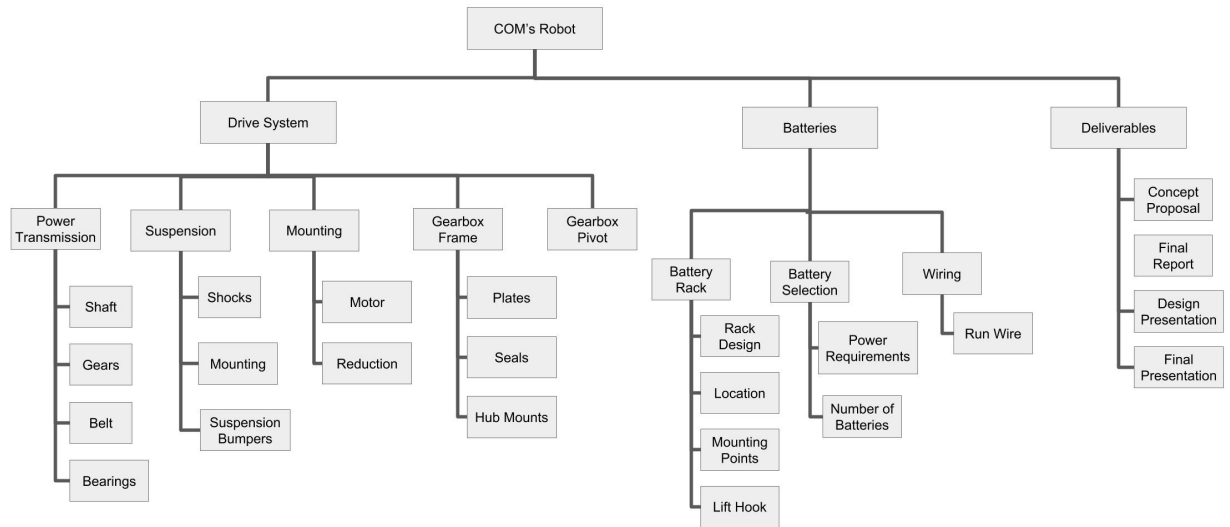 COM's Robot
Drive System
Batteries
Deliverables
Power
Transmission
Suspension
Mounting
Gearbox
Frame
Gearbox
Pivot
Shaft
Gears
Belt
Bearings
Shocks
Mounting
Suspension
Bumpers
Motor
Reduction
Plates
Seals
Hub Mounts
Battery
Rack
Battery
Selection
Wiring
Rack
Design
Location
Mounting
Points
Lift Hook
Power
Requirements
Number of
Batteries
Run Wire
Concept
Proposal
Final
Report
Design
Presentation
Final
Presentation